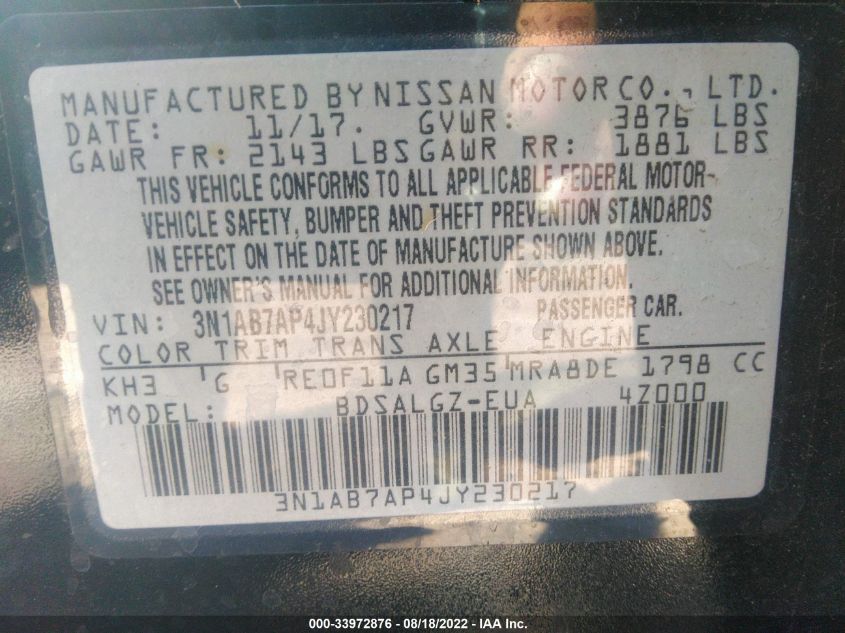 MANUFACTURED BY NISSAN MOTOR CO., LTD.
DATE: 11/17. GVWR: 3876 LBS
GAWR FR: 2143 LBS GAWR RR: 1881 LBS
THIS VEHICLE CONFORMS TO ALL APPLICABLE FEDERAL MOTOR-
VEHICLE SAFETY, BUMPER AND THEFT PREVENTION STANDARDS
IN EFFECT ON THE DATE OF MANUFACTURE SHOWN ABOVE.
SEE OWNER'S MANUAL FOR ADDITIONAL INFORMATION.
VIN: 3N1AB7AP4JY230217 PASSENGER CAR.
COLOR TRIM TRANS AXLE ENGINE
KH3 'G 'RE0F11A GM35'MRA8DE 1798 CC
MODEL: BDSALGZ-EUA 4Z000
3N1AB7AP4JY230217
000-33972876 - 08/18/2022 - IAA Inc.